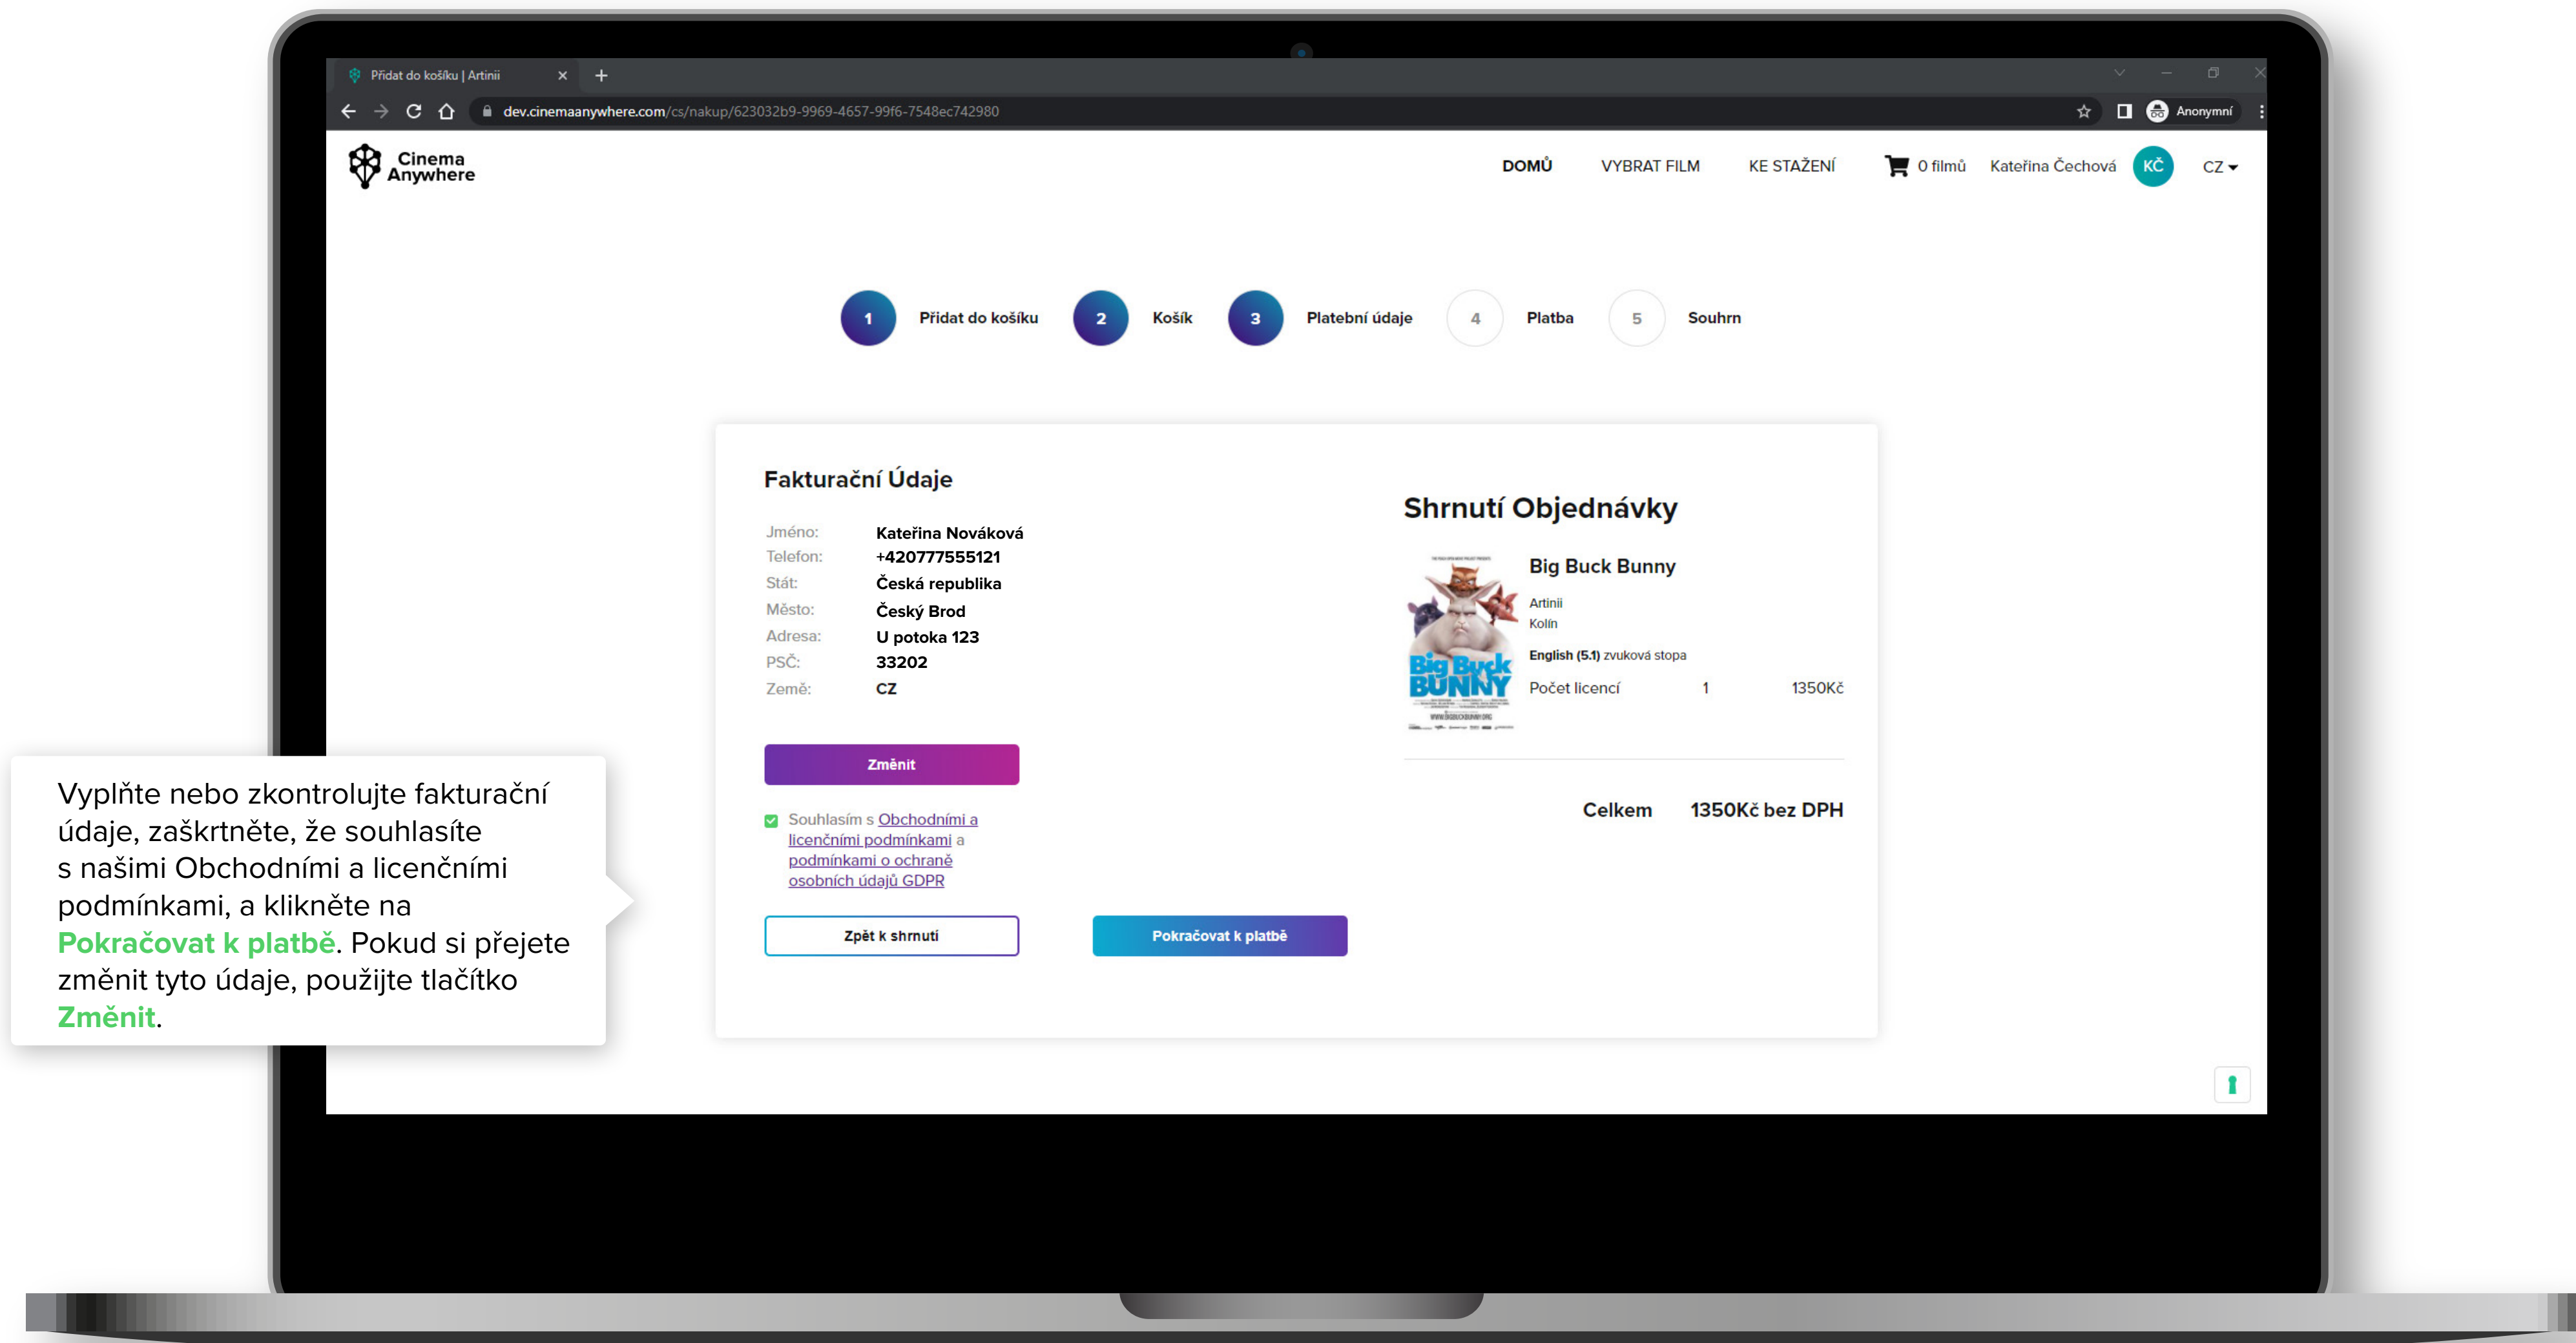 Přidat do košíku | Artinii
dev.cinemaanywhere.com/cs/nakup/623032b9-9969-4657-99f6-7548ec742980
Anonymní
Cinema
Anywhere
DOMŮ
VYBRAT FILM
KE STAŽENÍ
0 filmů
Kateřina Čechová
KČ
CZ
1 Přidat do košíku
2 Košík
3 Platební údaje
4 Platba
5 Souhrn
Fakturační Údaje
Jméno: Kateřina Nováková
Telefon: +420777555121
Stát: Česká republika
Město: Český Brod
Adresa: U potoka 123
PSČ: 33202
Země: CZ
Změnit
Souhlasím s Obchodními a
licenčními podmínkami a
podmínkami o ochraně
osobních údajů GDPR
Zpět k shrnutí
Pokračovat k platbě
Shrnutí Objednávky
Big Buck
BUNNY
WWW.BIGBUCKBUNNY.ORG
Big Buck Bunny
Artinii
Kolín
English (5.1) zvuková stopa
Počet licencí 1 1350Kč
Celkem 1350Kč bez DPH
Vyplňte nebo zkontrolujte fakturační
údaje, zaškrtněte, že souhlasíte
s našimi Obchodními a licenčními
podmínkami, a klikněte na
Pokračovat k platbě. Pokud si přejete
změnit tyto údaje, použijte tlačítko
Změnit.